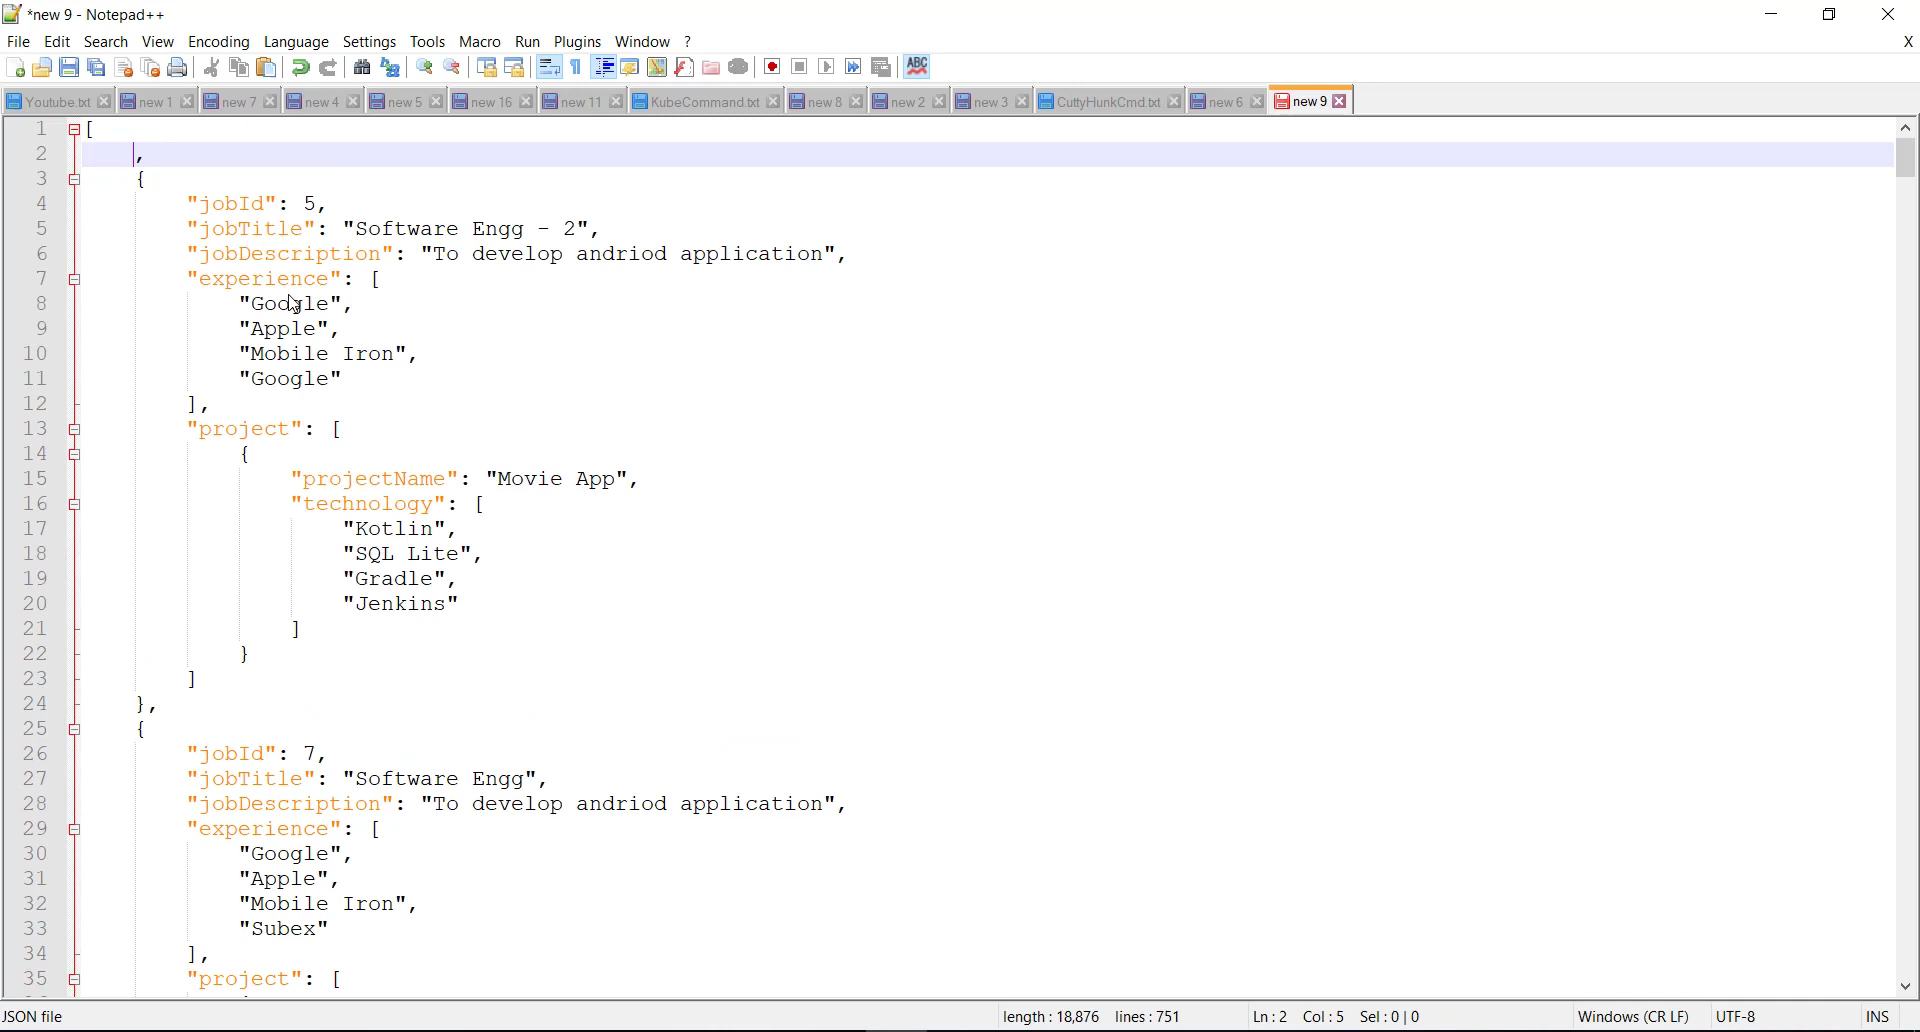 *new 9 - Notepad++
File Edit Search View Encoding Language Settings Tools Macro Run Plugins Window ? X
ABC
Youtube.txt new 1 new 7 new 4 new 5 new 16 new 11 KubeCommand.txt new 8 new 2 new 3 CuttyHunkCmd.txt new 6 new 9
1 [
2 ,
3 {
4 "jobId": 5,
5 "jobTitle": "Software Engg - 2",
6 "jobDescription": "To develop andriod application",
7 "experience": [
8 "Google",
9 "Apple",
10 "Mobile Iron",
11 "Google"
12 ],
13 "project": [
14 {
15 "projectName": "Movie App",
16 "technology": [
17 "Kotlin",
18 "SQL Lite",
19 "Gradle",
20 "Jenkins"
21 ]
22 }
23 ]
24 },
25 {
26 "jobId": 7,
27 "jobTitle": "Software Engg",
28 "jobDescription": "To develop andriod application",
29 "experience": [
30 "Google",
31 "Apple",
32 "Mobile Iron",
33 "Subex"
34 ],
35 "project": [
JSON file length : 18,876 lines : 751 Ln : 2 Col : 5 Sel : 0 | 0 Windows (CR LF) UTF-8 INS